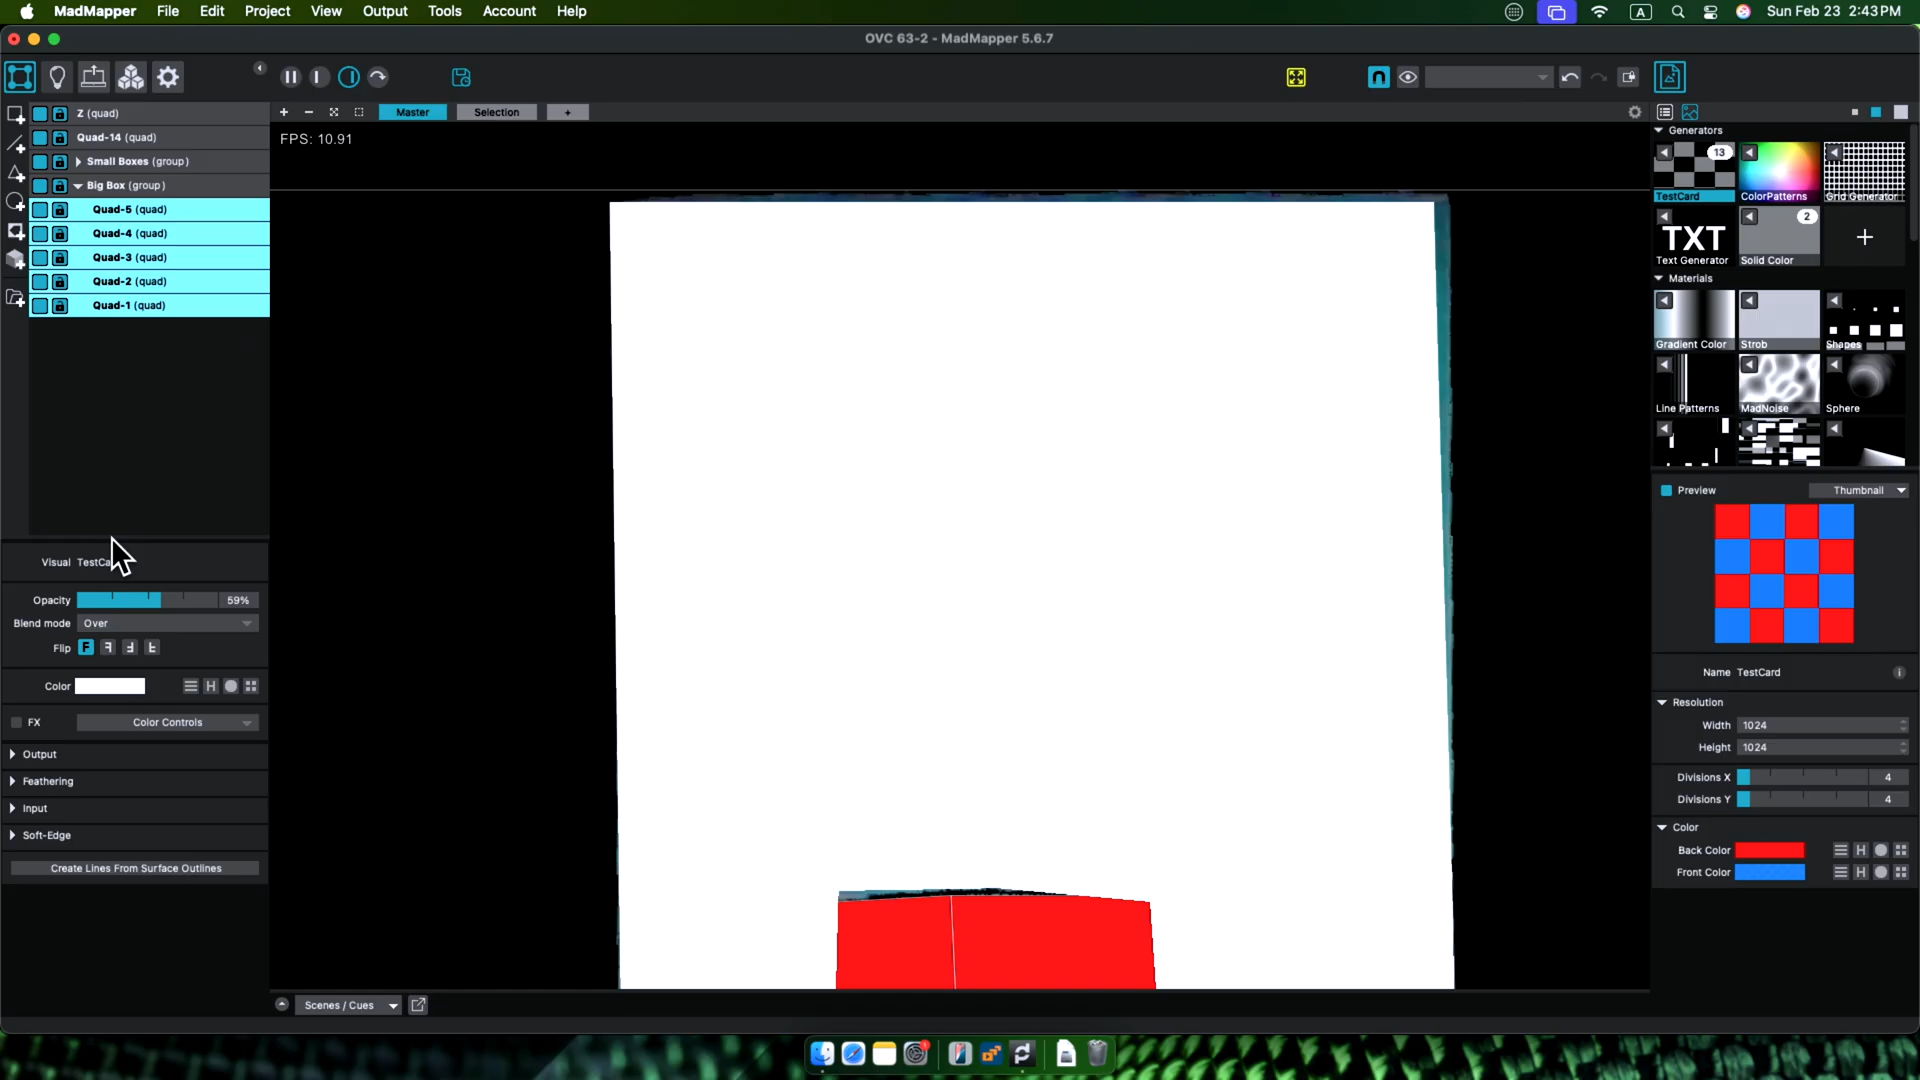 MadMapper File Edit Project View Output Tools Account Help
A Sun Feb 23 2:43PM
OVC 63-2 - MadMapper 5.6.7
Z (quad)
Quad-14 (quad)
Small Boxes (group)
Big Box (group)
Quad-5 (quad)
Quad-4 (quad)
Quad-3 (quad)
Quad-2 (quad)
Quad-1 (quad)
Master Selection +
FPS: 10.91
Visual TestCa
Opacity 59%
Blend mode Over
Flip F
Color H
FX Color Controls
Output
Feathering
Input
Soft-Edge
Create Lines From Surface Outlines
Scenes / Cues
Generators
13
TestCard ColorPatterns Grid Generator
TXT 2
Text Generator Solid Color
Materials
Gradient Color Strob Shapes
Line Patterns MadNoise Sphere
Preview Thumbnail
Name TestCard
Resolution
Width 1024
Height 1024
Divisions X 4
Divisions Y 4
Color
Back Color H
Front Color H